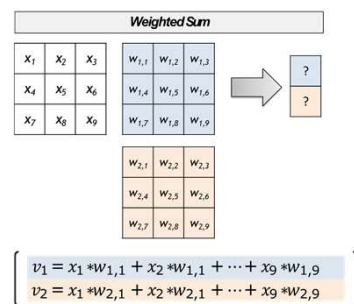 Weighted Sum
x1 x2 x3 w1,1 w1,2 w1,3
?
x4 x5 x6 w1,4 w1,5 w1,6
?
x7 x8 x9 w1,7 w1,8 w1,9
w2,1 w2,2 w2,3
w2,4 w2,5 w2,6
w2,7 w2,8 w2,9
v1 = x1 *w1,1 + x2 *w1,1 + ⋯ + x9 *w1,9
v2 = x1 *w2,1 + x2 *w2,1 + ⋯ + x9 *w2,9